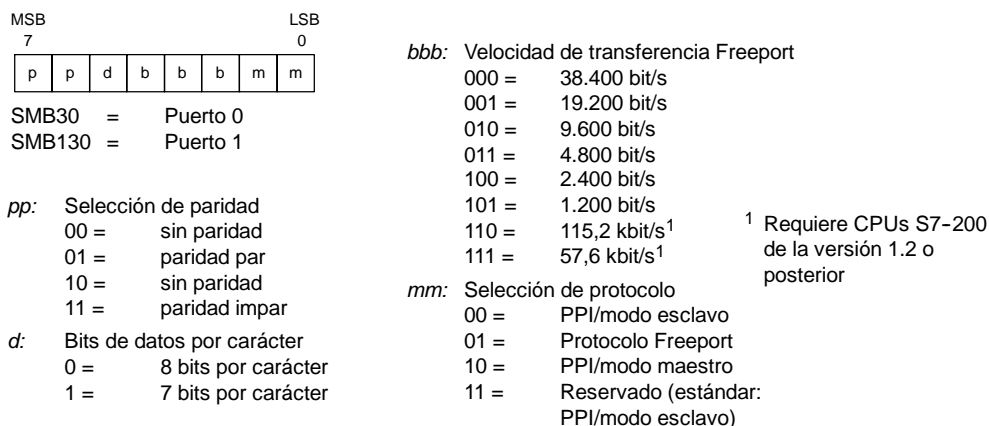 MSB LSB
7 0
p p d b b b m m
SMB30 = Puerto 0
SMB130 = Puerto 1
pp: Selección de paridad
00 = sin paridad
01 = paridad par
10 = sin paridad
11 = paridad impar
d: Bits de datos por carácter
0 = 8 bits por carácter
1 = 7 bits por carácter
bbb: Velocidad de transferencia Freeport
000 = 38.400 bit/s
001 = 19.200 bit/s
010 = 9.600 bit/s
011 = 4.800 bit/s
100 = 2.400 bit/s
101 = 1.200 bit/s
110 = 115,2 kbit/s1
111 = 57,6 kbit/s1
1 Requiere CPUs S7-200
de la versión 1.2 o
posterior
mm: Selección de protocolo
00 = PPI/modo esclavo
01 = Protocolo Freeport
10 = PPI/modo maestro
11 = Reservado (estándar:
PPI/modo esclavo)